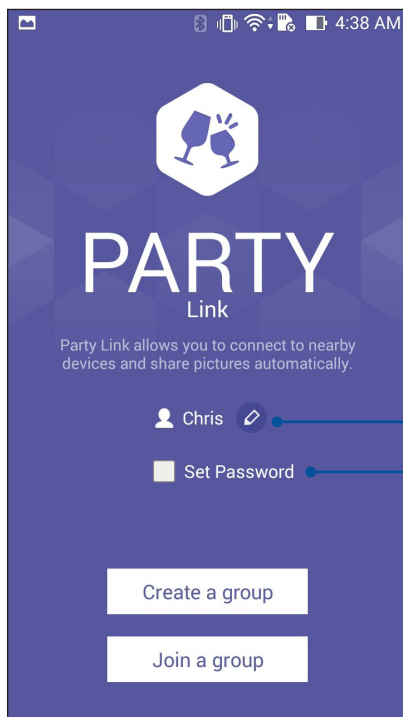 4:38 AM
PARTY
Link
Party Link allows you to connect to nearby
devices and share pictures automatically.
Chris
Set Password
Create a group
Join a group